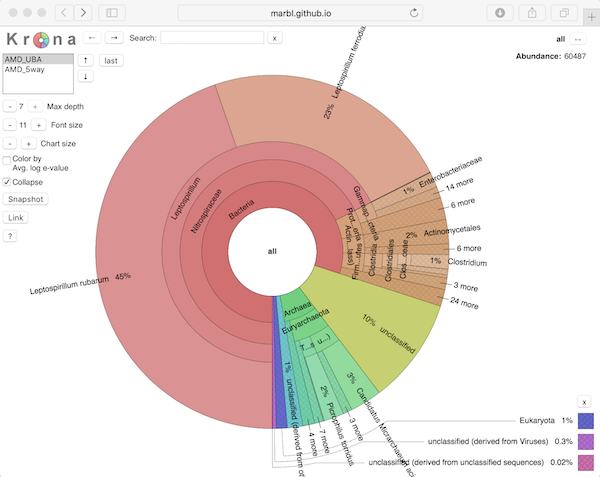 marbl.github.io
Krona
← → Search: x
all ↔
Abundance: 60487
AMD_UBA
AMD_5way
↑ last
↓
- 7 + Max depth
- 11 + Font size
- + Chart size
Color by
Avg. log e-value
Collapse
Snapshot
Link
?
23% Leptospirillum ferrodia
Leptospirillum rubarum 45%
Leptospirillum
Nitrospiraceae
Bacteria
all
Gammap...cteria
Prot...eria
Actin...lass)
Firm...utes
Clostridia
Clostridiales
Clos...ceae
1% Enterobacteriaceae
14 more
6 more
2% Actinomycetales
6 more
1% Clostridium
3 more
24 more
10% unclassified
Archaea
Euryarchaeota
T...s
u...)
3% Candidatus Micrarchaeum aci
3 more
2% Picrophilus torridus
7 more
4 more
1% unclassified (derived from ot
x
Eukaryota 1%
unclassified (derived from Viruses) 0.3%
unclassified (derived from unclassified sequences) 0.02%